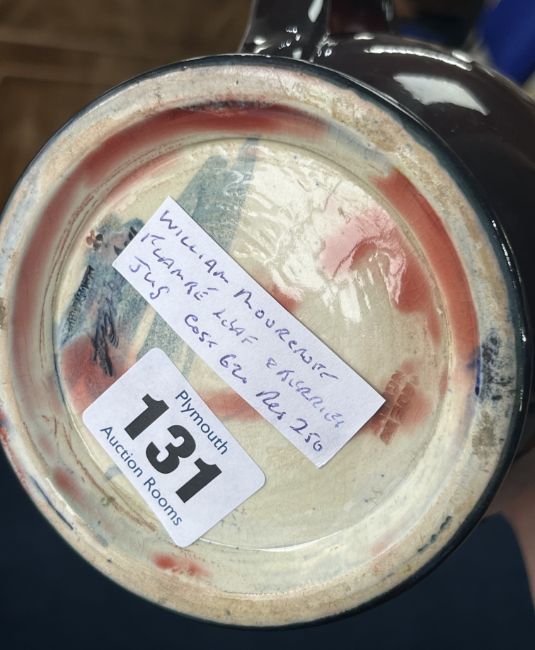 WILLIAM MOORCROFT
FLAMBÉ LEAF & BERRIES
JUG COST 620 Res 250
Plymouth
131
Auction Rooms